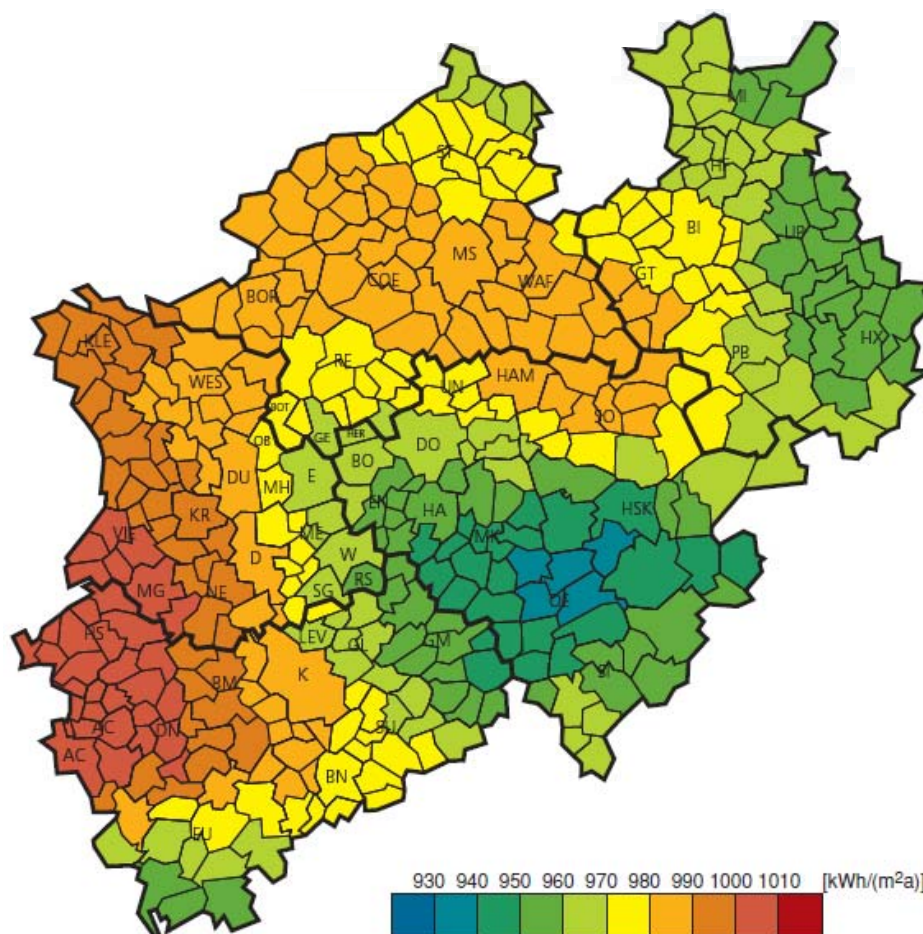 MI
HF
ST
LIP
BI
MS
GT
WAF
COE
BOR
HX
KLE
PB
RE
WES
UN
HAM
SO
BOT
OB
GE
HER
DO
BO
DU
MH
E
EN
HA
HSK
KR
MK
VIE
ME
D
W
SG
RS
MG
NE
OE
HS
LEV
GL
GM
K
BM
SI
AC
DN
SU
AC
BN
EU
930 940 950 960 970 980 990 1000 1010 [kWh/(m²a)]